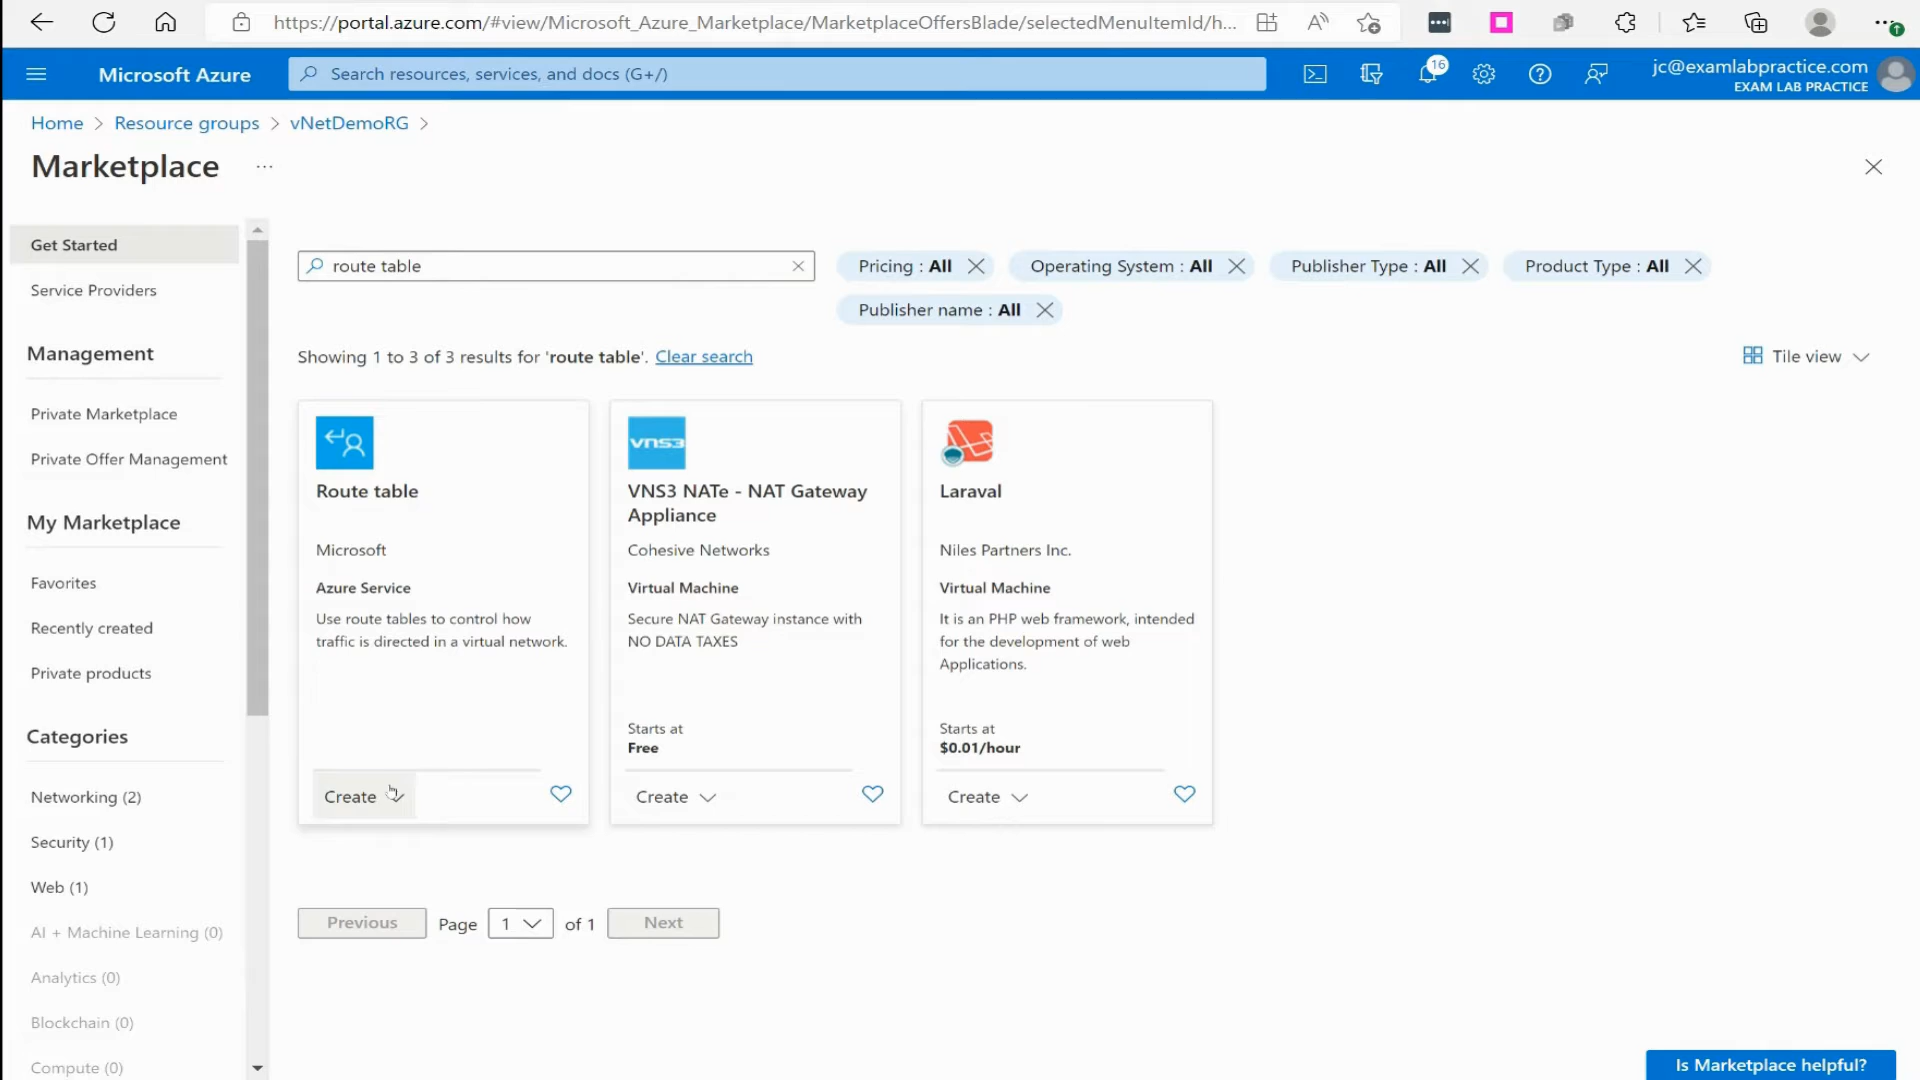 https://portal.azure.com/#view/Microsoft_Azure_Marketplace/MarketplaceOffersBlade/selectedMenuItemId/h...
Microsoft Azure
Search resources, services, and docs (G+/)
16
jc@examlabpractice.com
EXAM LAB PRACTICE
Home > Resource groups > vNetDemoRG >
Marketplace ...
Get Started
Service Providers
Management
Private Marketplace
Private Offer Management
My Marketplace
Favorites
Recently created
Private products
Categories
Networking (2)
Security (1)
Web (1)
AI + Machine Learning (0)
Analytics (0)
Blockchain (0)
Compute (0)
route table
Pricing : All
Operating System : All
Publisher Type : All
Product Type : All
Publisher name : All
Showing 1 to 3 of 3 results for 'route table'. Clear search
Tile view
Route table
Microsoft
Azure Service
Use route tables to control how
traffic is directed in a virtual network.
Create
vns3
VNS3 NATe - NAT Gateway
Appliance
Cohesive Networks
Virtual Machine
Secure NAT Gateway instance with
NO DATA TAXES
Starts at
Free
Create
Laraval
Niles Partners Inc.
Virtual Machine
It is an PHP web framework, intended
for the development of web
Applications.
Starts at
$0.01/hour
Create
Previous
Page 1 of 1
Next
Is Marketplace helpful?